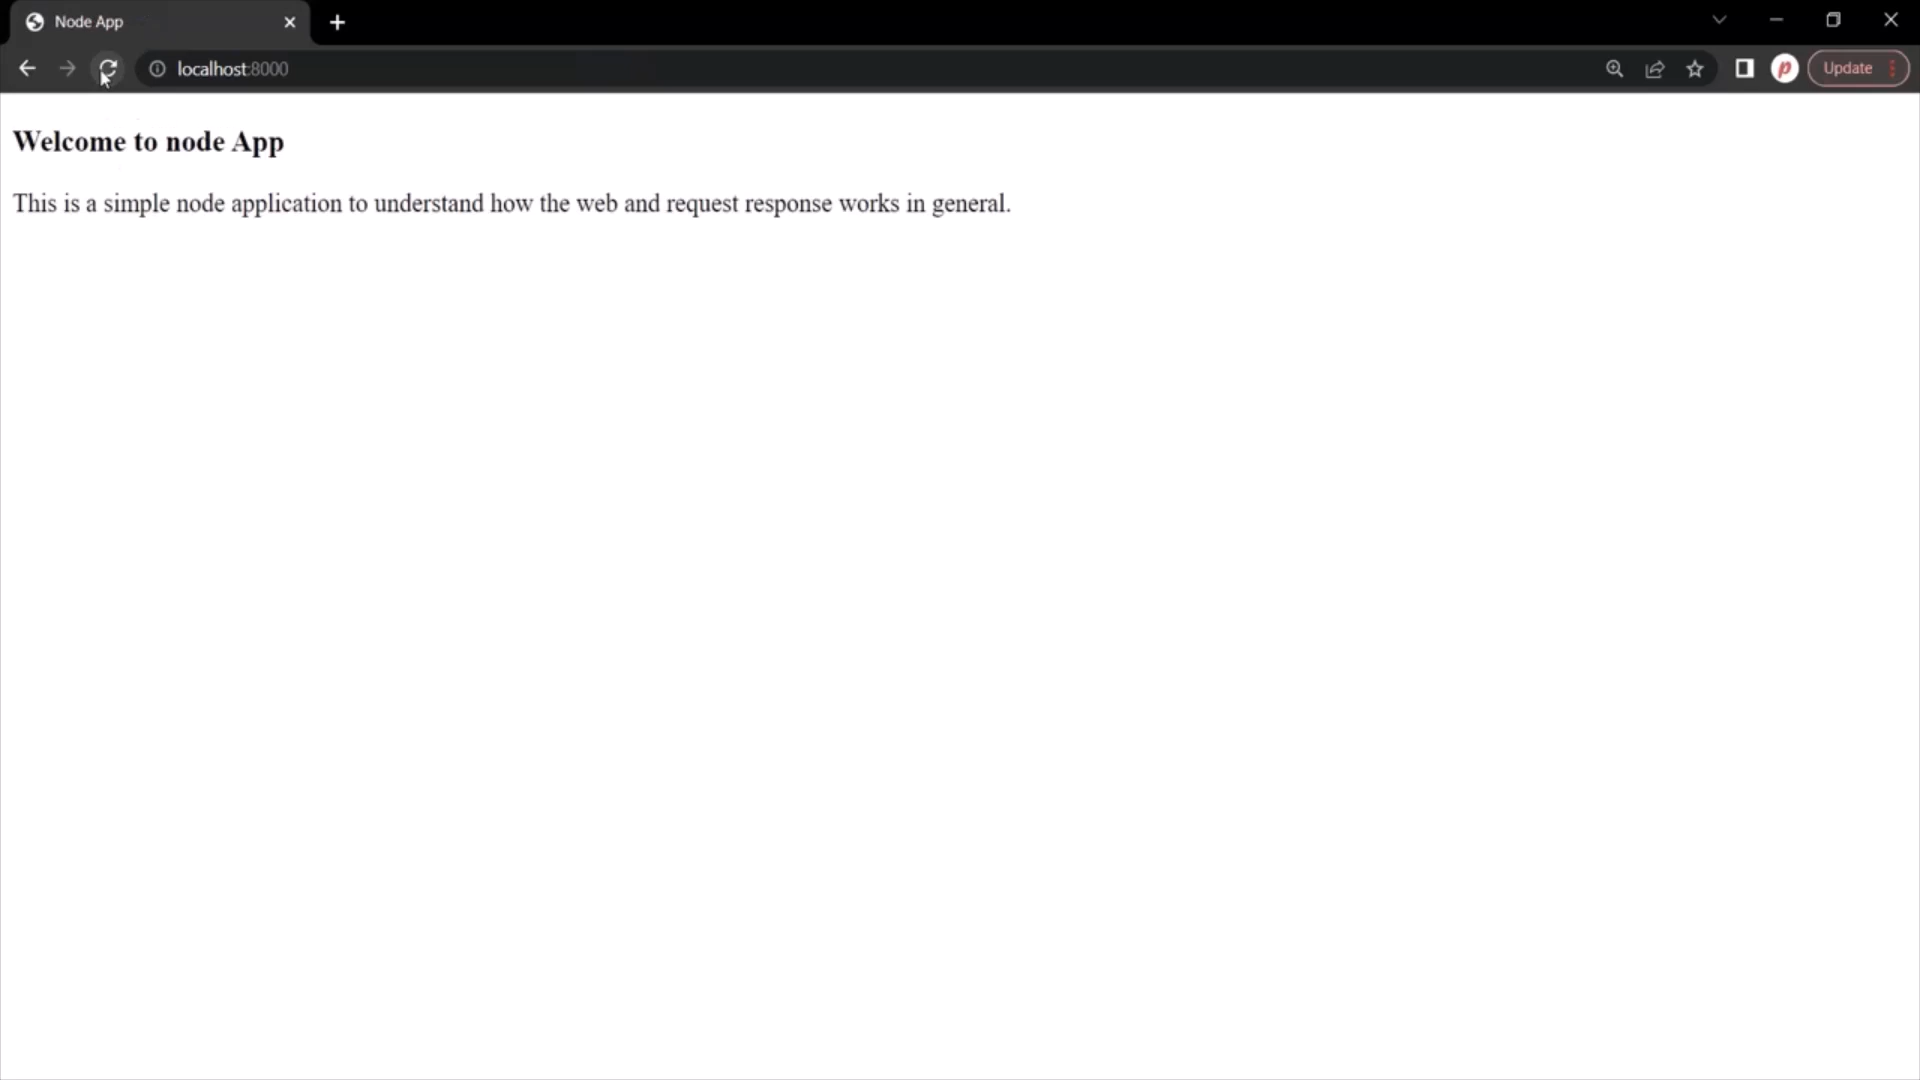 Node App
localhost:8000
Update
Welcome to node App
This is a simple node application to understand how the web and request response works in general.